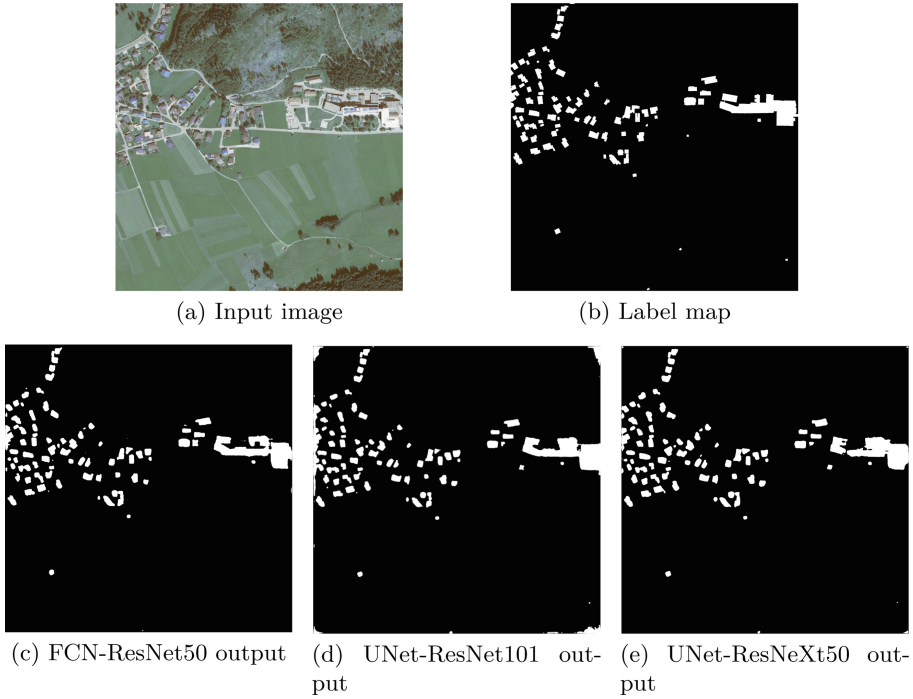 (a) Input image
(b) Label map
(c) FCN-ResNet50 output
(d) UNet-ResNet101 out-
put
(e) UNet-ResNeXt50 out-
put